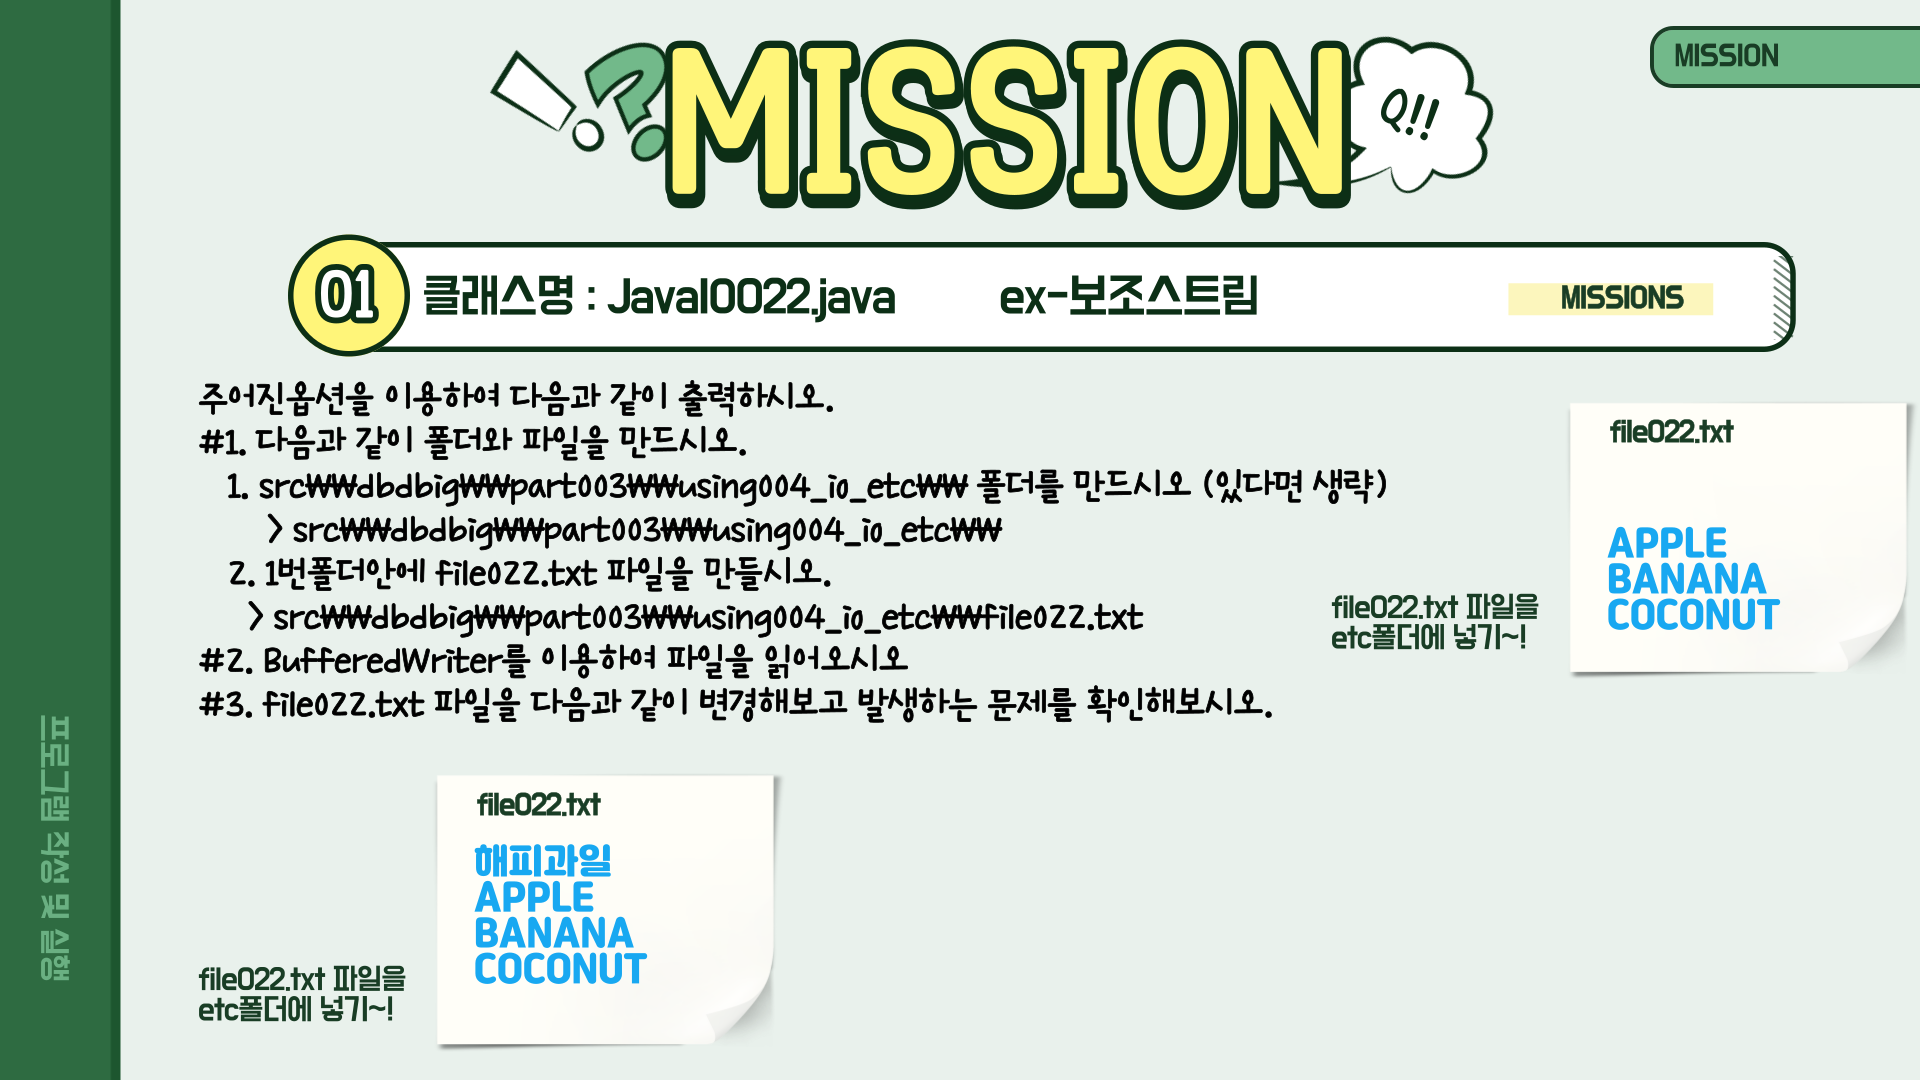 MISSION
!?
MISSION
Q!!
01
클래스명 : JavaIO022.java ex-보조스트림
MISSIONS
주어진옵션을 이용하여 다음과 같이 출력하시오.
#1. 다음과 같이 폴더와 파일을 만드시오.
1. src₩₩dbdbig₩₩part003₩₩using004_io_etc₩₩ 폴더를 만드시오 (있다면 생략)
> src₩₩dbdbig₩₩part003₩₩using004_io_etc₩₩
2. 1번폴더안에 file022.txt 파일을 만들시오.
> src₩₩dbdbig₩₩part003₩₩using004_io_etc₩₩file022.txt
#2. BufferedWriter를 이용하여 파일을 읽어오시오
#3. file022.txt 파일을 다음과 같이 변경해보고 발생하는 문제를 확인해보시오.
file022.txt
APPLE
BANANA
COCONUT
file022.txt 파일을
etc폴더에 넣기~!
file022.txt
해피과일
APPLE
BANANA
COCONUT
file022.txt 파일을
etc폴더에 넣기~!
프로그램 작성 및 실행